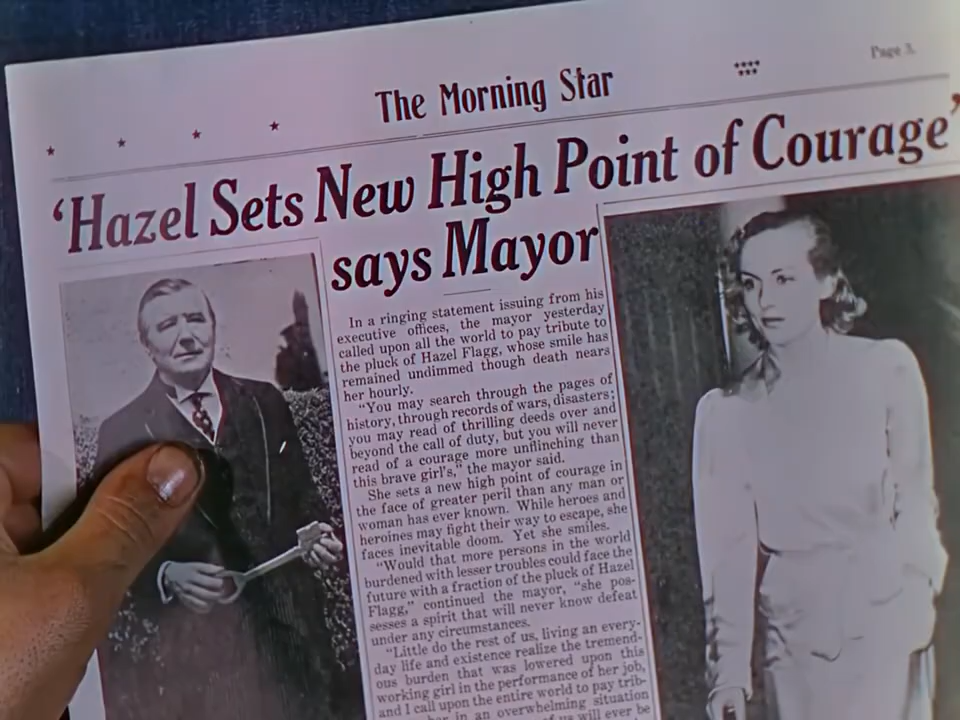 Page 3.
The Morning Star
'Hazel Sets New High Point of Courage'
says Mayor
In a ringing statement issuing from his
executive offices, the mayor yesterday
called upon all the world to pay tribute to
the pluck of Hazel Flagg, whose smile has
remained undimmed though death nears
her hourly.
"You may search through the pages of
history, through records of wars, disasters;
you may read of thrilling deeds over and
beyond the call of duty, but you will never
read of a courage more unflinching than
this brave girl's," the mayor said.
She sets a new high point of courage in
the face of greater peril than any man or
woman has ever known. While heroes and
heroines may fight their way to escape, she
faces inevitable doom. Yet she smiles.
"Would that more persons in the world
burdened with lesser troubles could face the
future with a fraction of the pluck of Hazel
Flagg," continued the mayor, "she pos-
sesses a spirit that will never know defeat
under any circumstances.
"Little do the rest of us, living an every-
day life and existence realize the tremend-
ous burden that was lowered upon this
working girl in the performance of her job,
and I call upon the entire world to pay trib-
in an overwhelming situation
of us will ever be